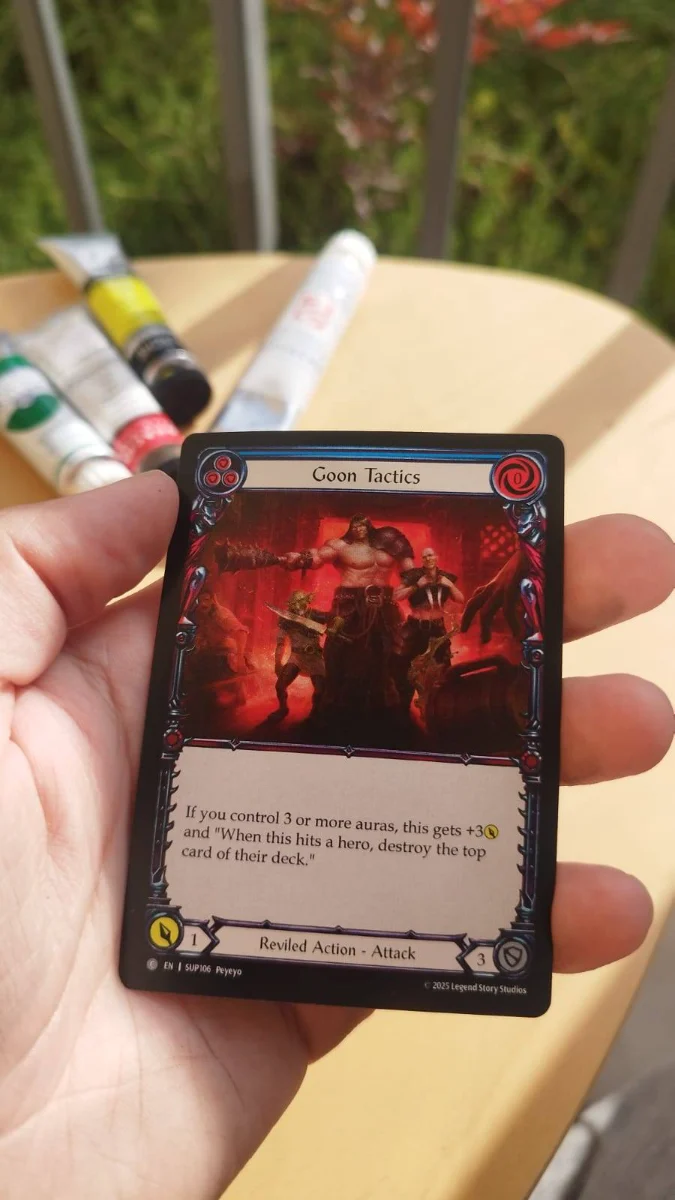 Goon Tactics
0
If you control 3 or more auras, this gets +3
and "When this hits a hero, destroy the top
card of their deck."
1
Reviled Action - Attack
3
C EN | SUP106 Peyeyo
© 2025 Legend Story Studios